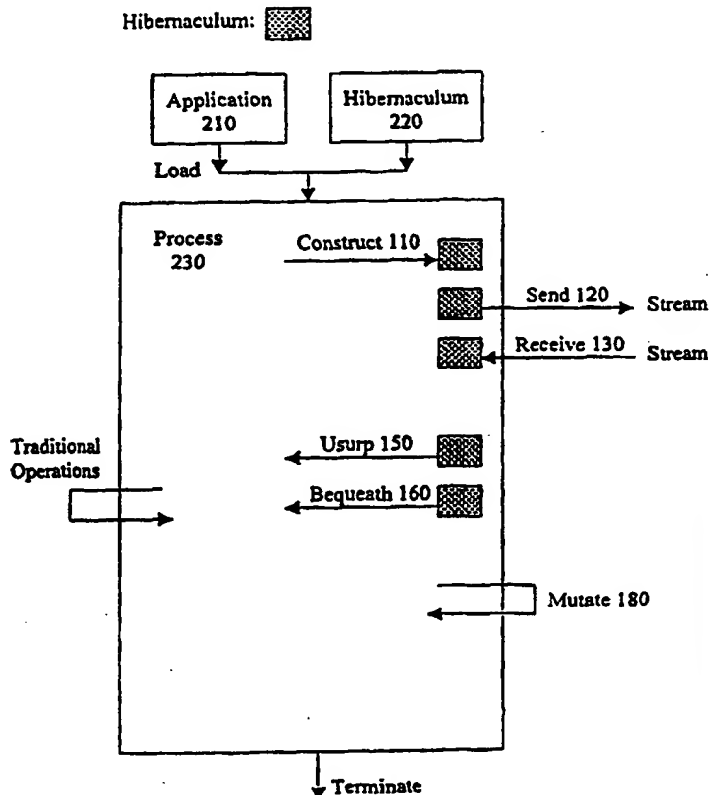 Hibernaculum:
Application
210
Hibernaculum
220
Load
Process
230
Construct 110
Send 120
Stream
Receive 130
Stream
Traditional
Operations
Usurp 150
Bequeath 160
Mutate 180
Terminate